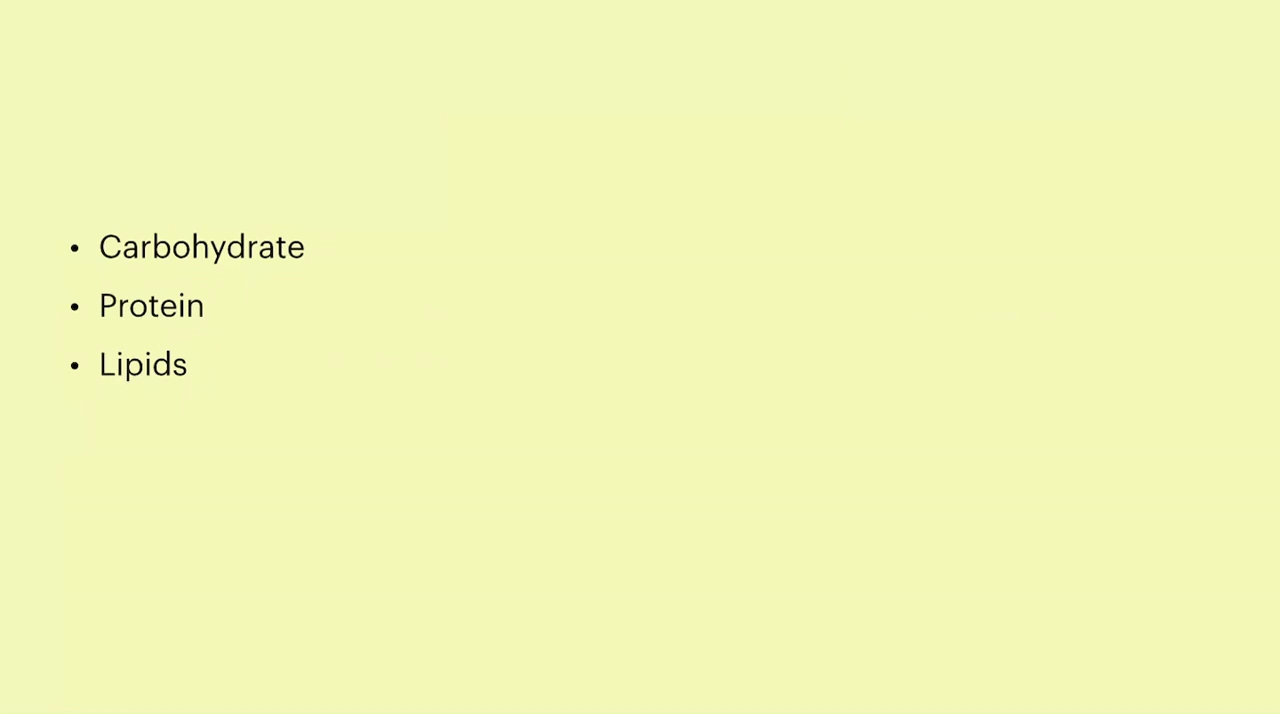 • Carbohydrate
• Protein
• Lipids